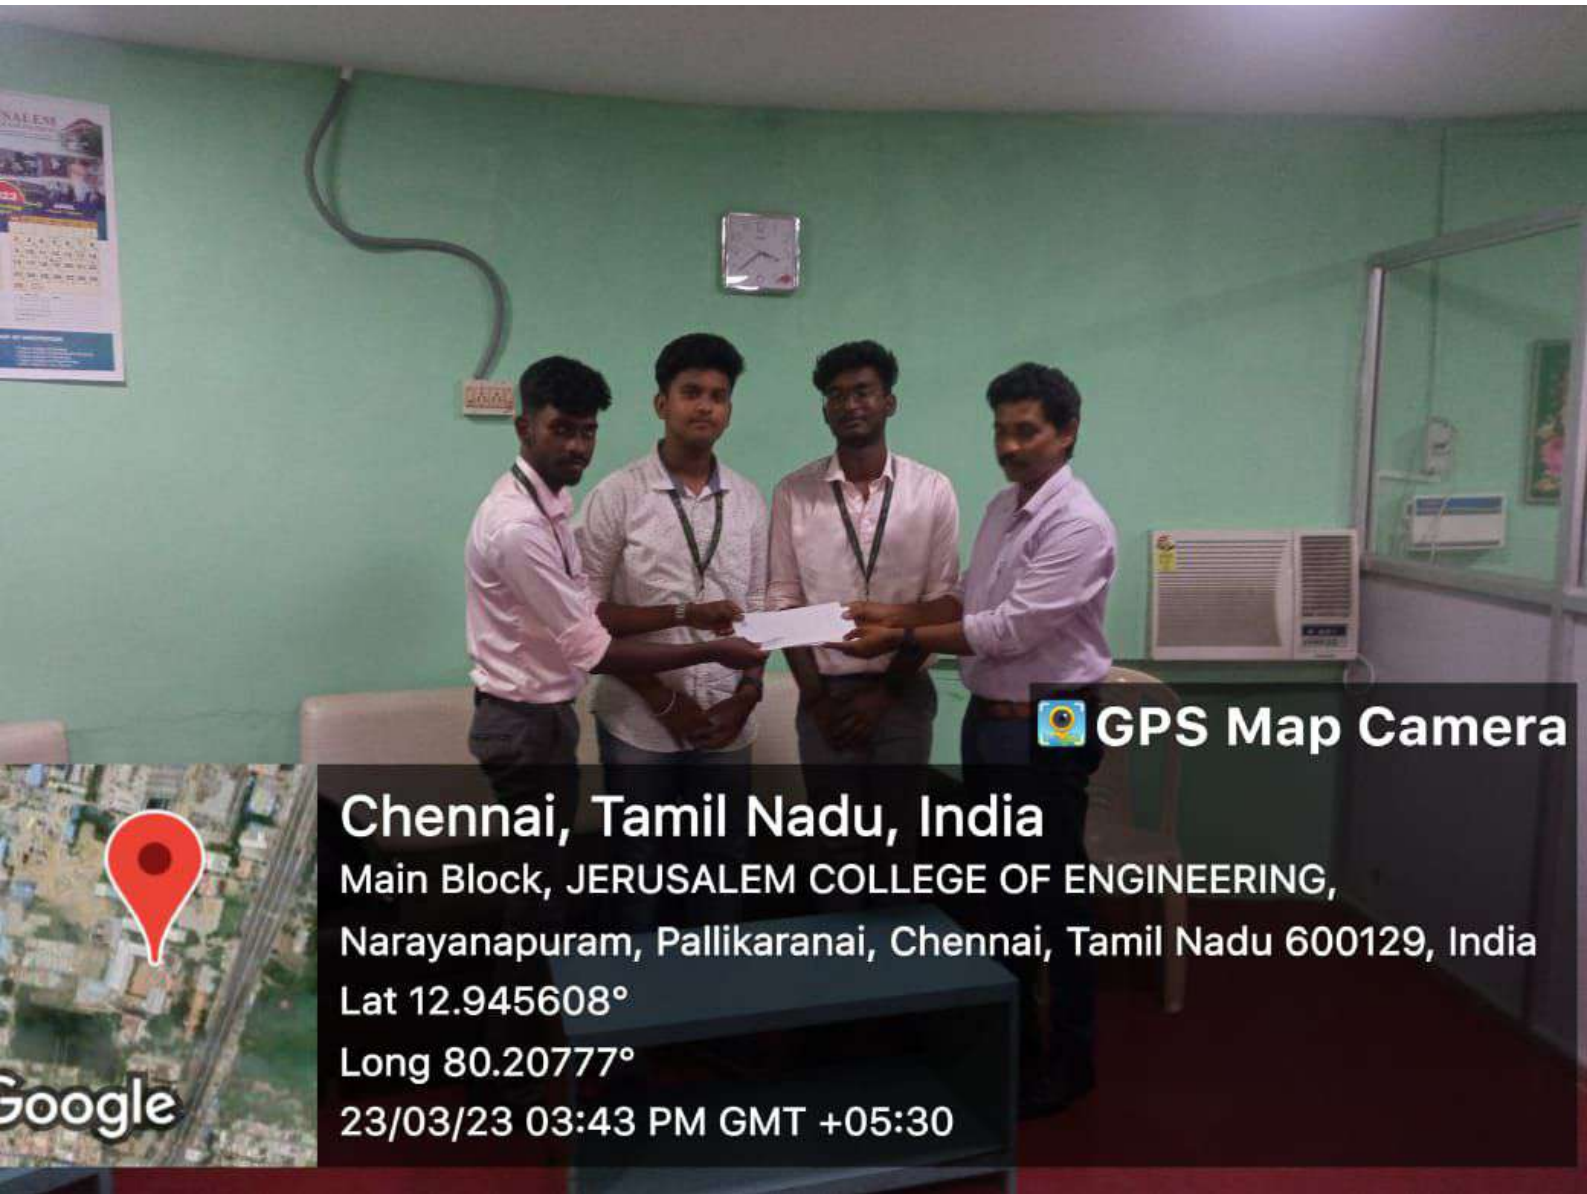 GPS Map Camera
Chennai, Tamil Nadu, India
Main Block, JERUSALEM COLLEGE OF ENGINEERING,
Narayanapuram, Pallikaranai, Chennai, Tamil Nadu 600129, India
Lat 12.945608°
Long 80.20777°
23/03/23 03:43 PM GMT +05:30
Google